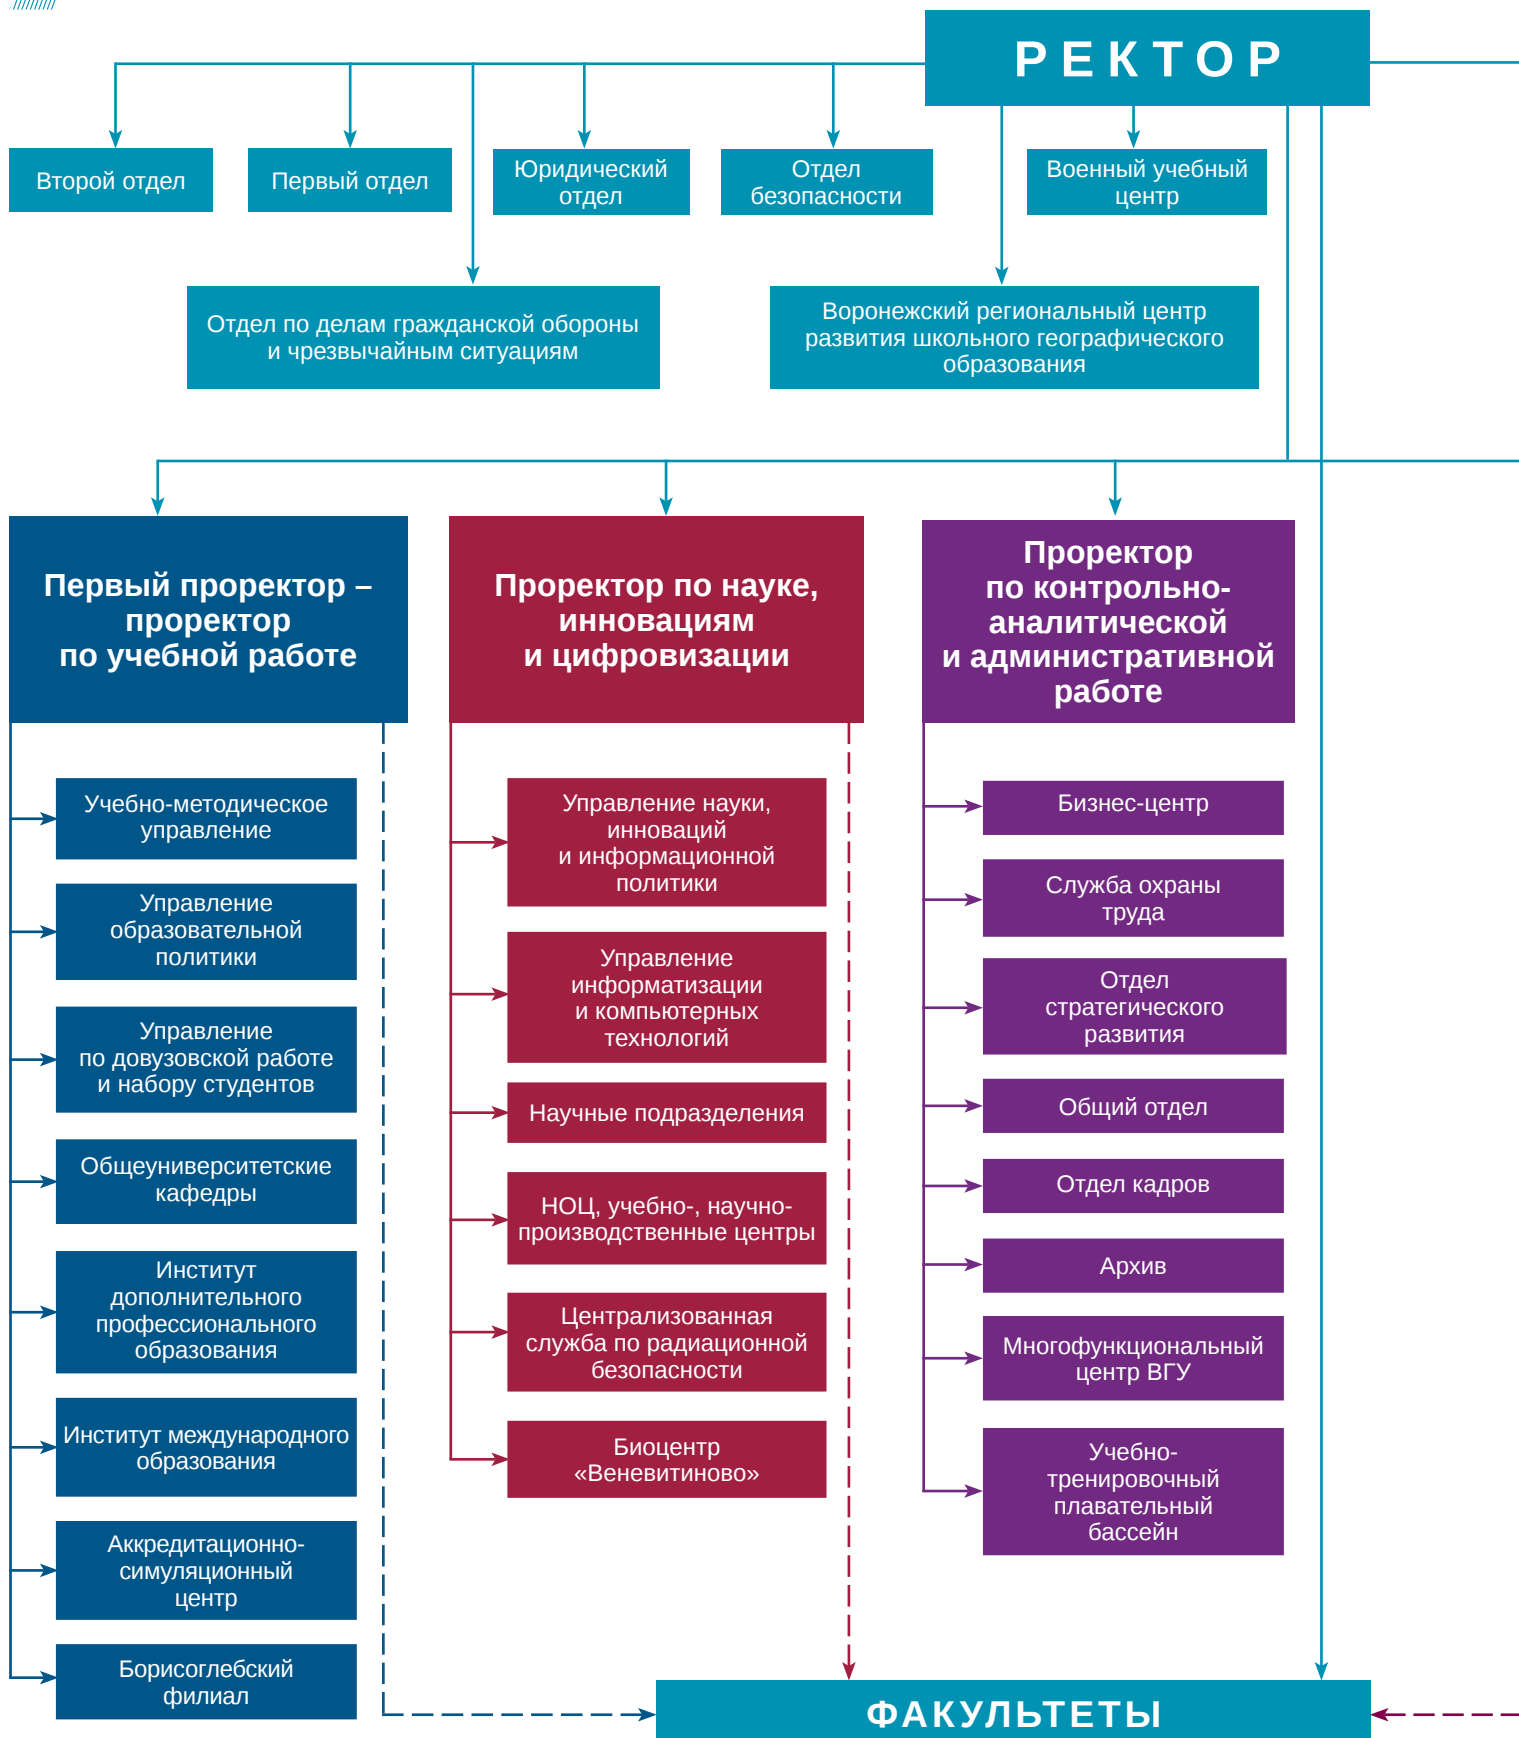 РЕКТОР
Второй отдел
Первый отдел
Юридический
отдел
Отдел
безопасности
Военный учебный
центр
Отдел по делам гражданской обороны
и чрезвычайным ситуациям
Воронежский региональный центр
развития школьного географического
образования
Первый проректор –
проректор
по учебной работе
Учебно-методическое
управление
Управление
образовательной
политики
Управление
по довузовской работе
и набору студентов
Общеуниверситетские
кафедры
Институт
дополнительного
профессионального
образования
Институт международного
образования
Аккредитационно-
симуляционный
центр
Борисоглебский
филиал
Проректор по науке,
инновациям
и цифровизации
Управление науки,
инноваций
и информационной
политики
Управление
информатизации
и компьютерных
технологий
Научные подразделения
НОЦ, учебно-, научно-
производственные центры
Централизованная
служба по радиационной
безопасности
Биоцентр
«Веневитиново»
Проректор
по контрольно-
аналитической
и административной
работе
Бизнес-центр
Служба охраны
труда
Отдел
стратегического
развития
Общий отдел
Отдел кадров
Архив
Многофункциональный
центр ВГУ
Учебно-
тренировочный
плавательный
бассейн
ФАКУЛЬТЕТЫ